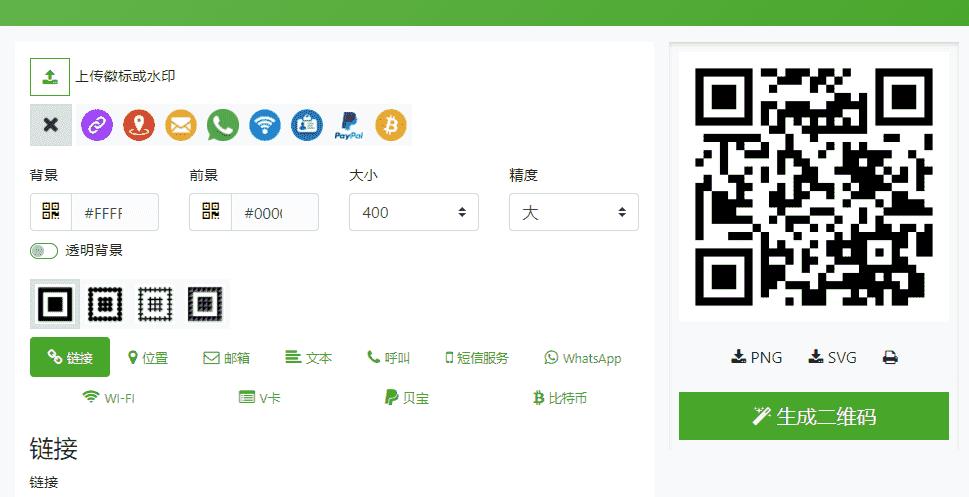 上传徽标或水印
PayPal
背景 前景 大小 精度
#FFFF #000 400 大
透明背景
链接 位置 邮箱 文本 呼叫 短信服务 WhatsApp
WI-FI V卡 贝宝 比特币
链接
链接
PNG SVG
生成二维码